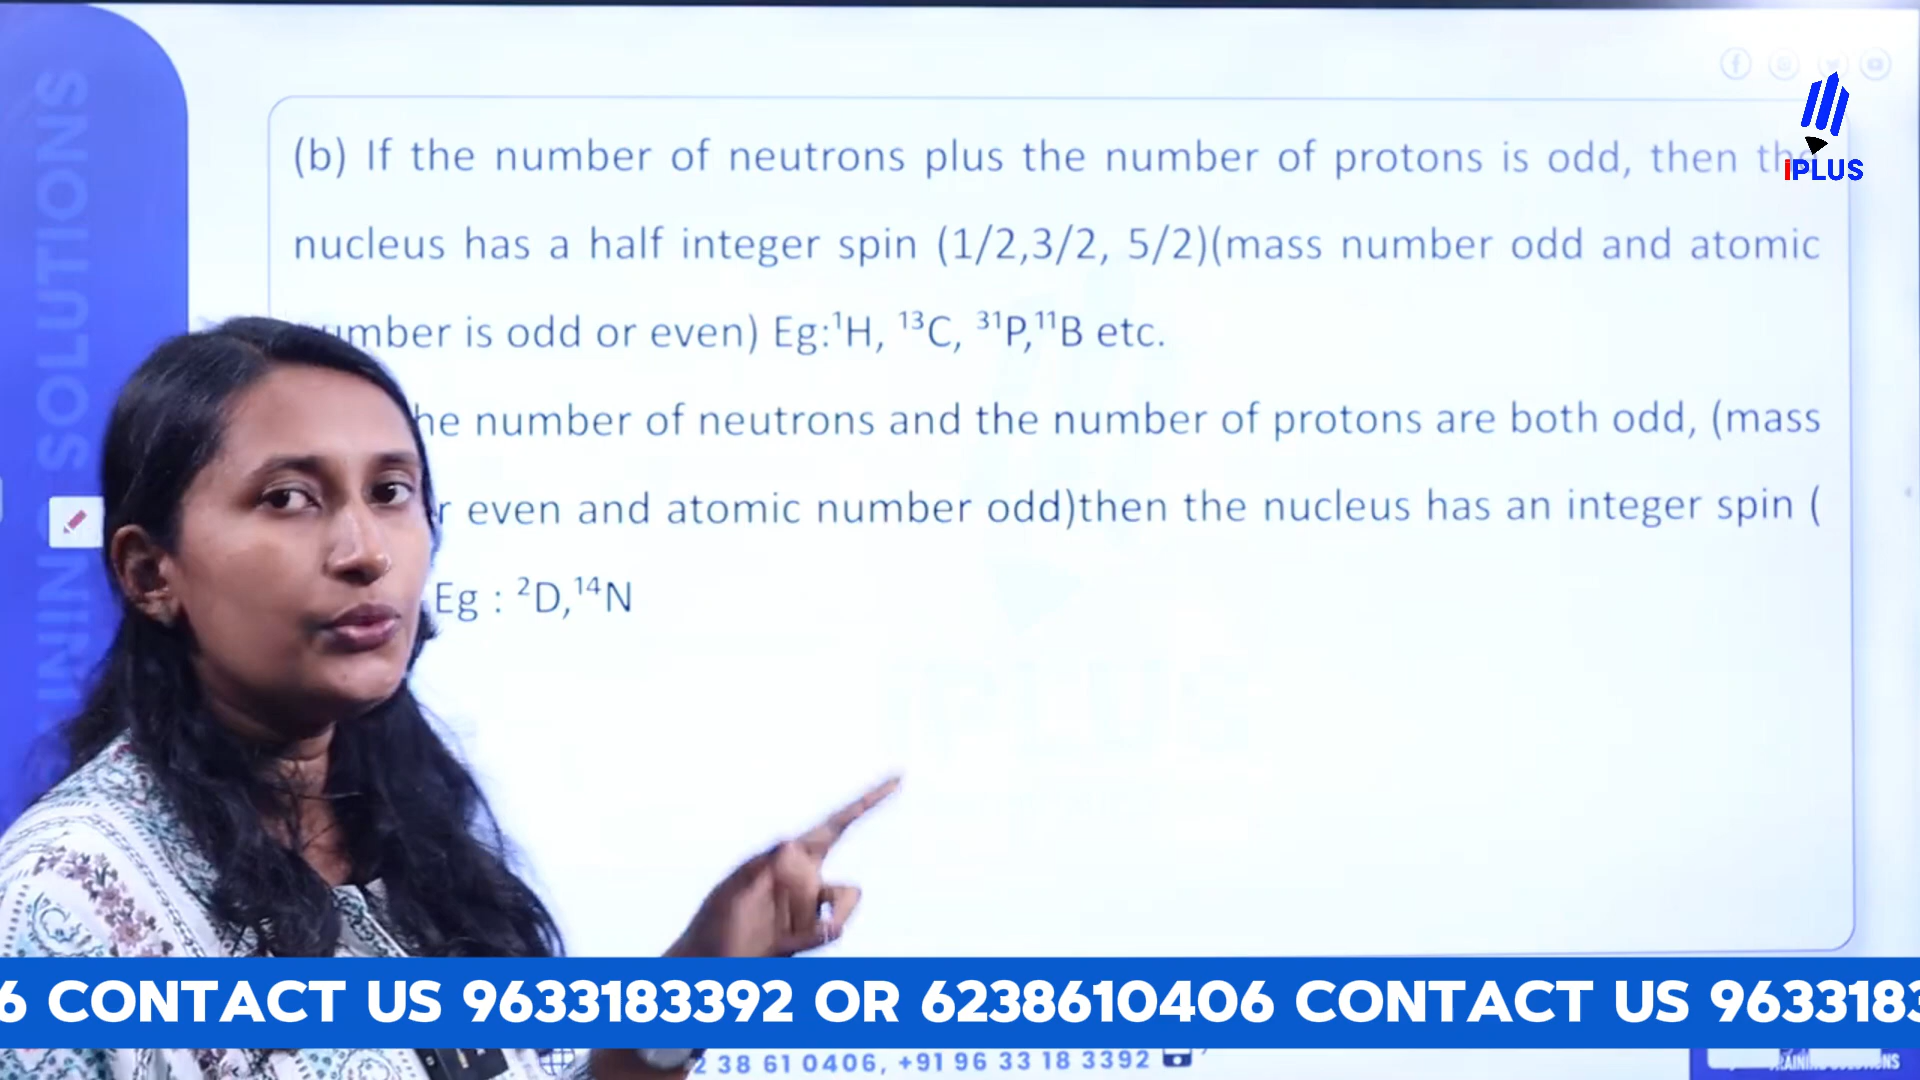 (b) If the number of neutrons plus the number of protons is odd, then the
nucleus has a half integer spin (1/2,3/2, 5/2)(mass number odd and atomic
number is odd or even) Eg:¹H, ¹³C, ³¹P,¹¹B etc.
he number of neutrons and the number of protons are both odd, (mass
r even and atomic number odd)then the nucleus has an integer spin (
Eg : ²D,¹⁴N
iPLUS
iPLUS
SOLUTIONS
6 CONTACT US 9633183392 OR 6238610406 CONTACT US 9633183
2 38 61 0406, +91 96 33 18 3392